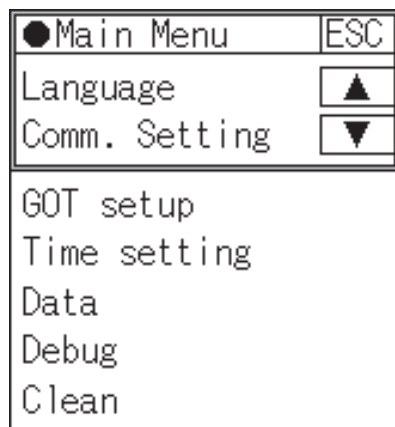 ●Main Menu ESC
Language ▲
Comm. Setting ▼
GOT setup
Time setting
Data
Debug
Clean